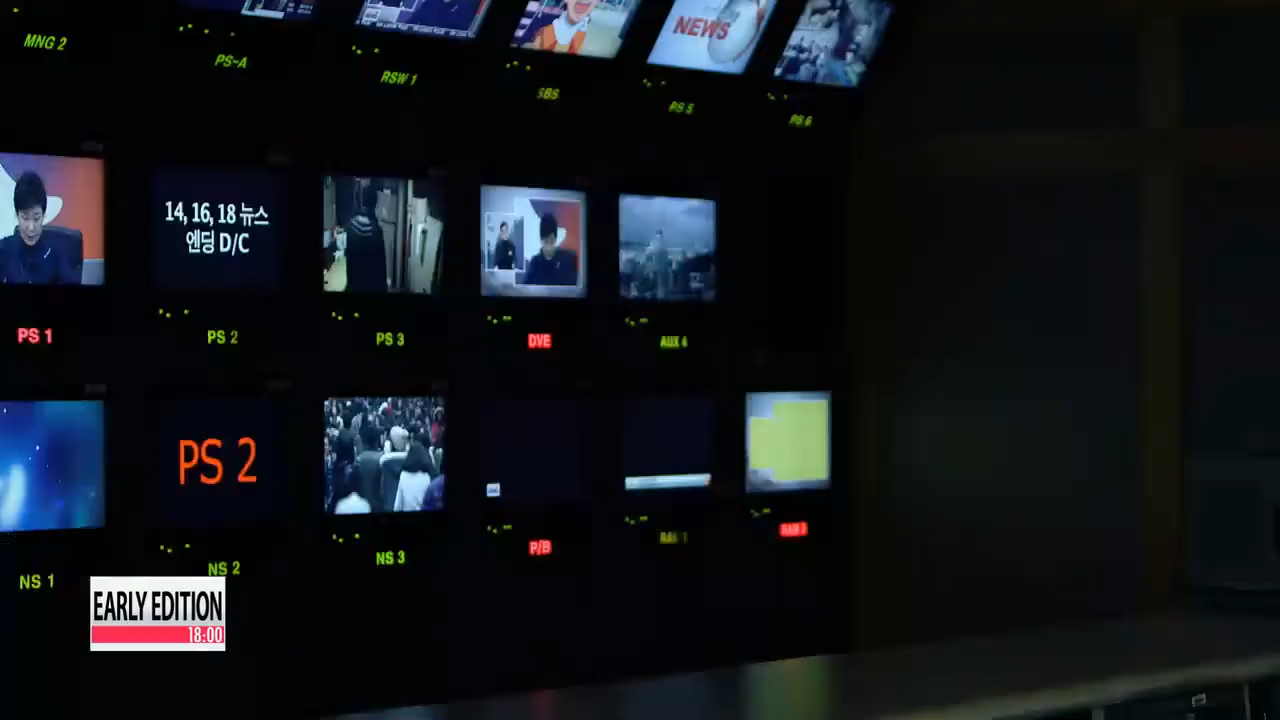 NEWS
MNG 2
PS-A
RSW 1
SBS
PS 5
PS 6
14, 16, 18 뉴스
엔딩 D/C
PS 1
PS 2
PS 3
DVE
AUX 4
PS 2
NS 1
NS 2
NS 3
P/B
EARLY EDITION
18:00